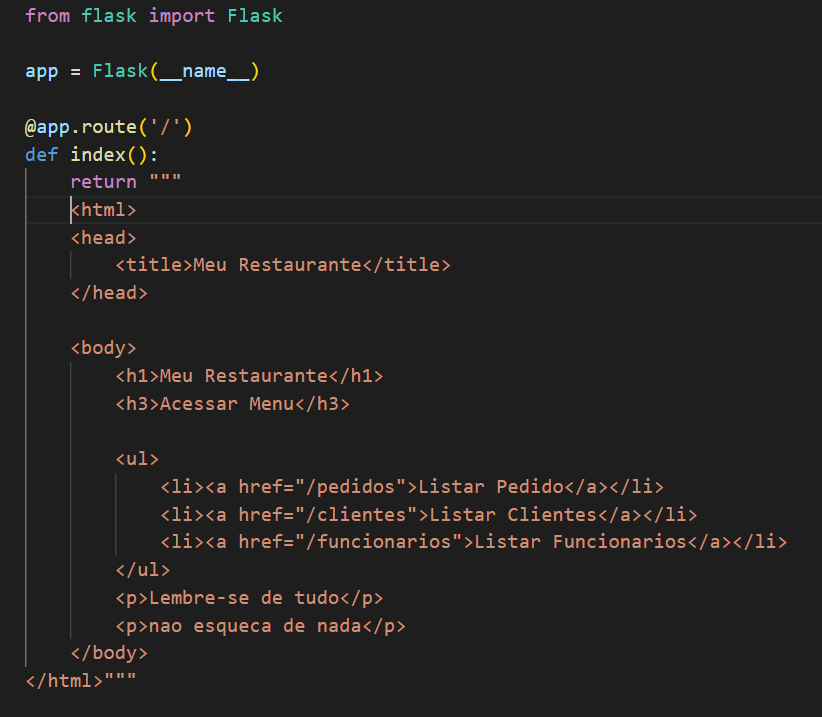 from flask import Flask
app = Flask(__name__)
@app.route('/')
def index():
    return """
    <html>
    <head>
        <title>Meu Restaurante</title>
    </head>
    <body>
        <h1>Meu Restaurante</h1>
        <h3>Acessar Menu</h3>
        <ul>
            <li><a href="/pedidos">Listar Pedido</a></li>
            <li><a href="/clientes">Listar Clientes</a></li>
            <li><a href="/funcionarios">Listar Funcionarios</a></li>
        </ul>
        <p>Lembre-se de tudo</p>
        <p>nao esqueca de nada</p>
    </body>
</html>"""